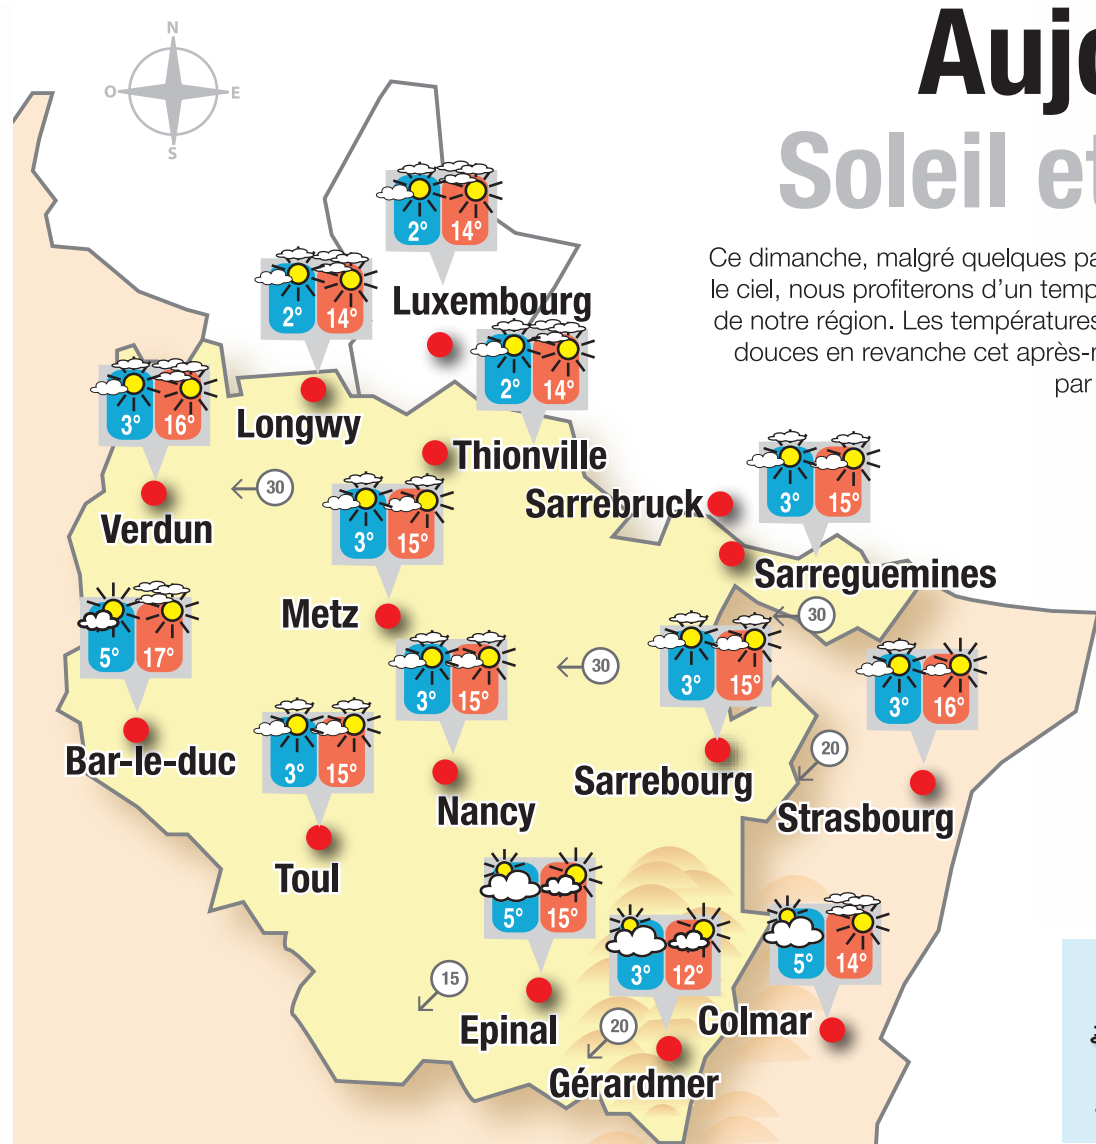 Aujo
Soleil et
Ce dimanche, malgré quelques pa
le ciel, nous profiterons d'un temp
de notre région. Les températures
douces en revanche cet après-m
par
N
O
E
S
2° 14°
Luxembourg
2° 14°
Longwy
2° 14°
Thionville
3° 16°
Verdun
30
3° 15°
Metz
Sarrebruck
3° 15°
Sarreguemines
30
5° 17°
Bar-le-duc
3° 15°
Nancy
30
3° 15°
Sarrebourg
3° 16°
Strasbourg
20
3° 15°
Toul
5° 15°
Epinal
15
3° 12°
Gérardmer
20
5° 14°
Colmar